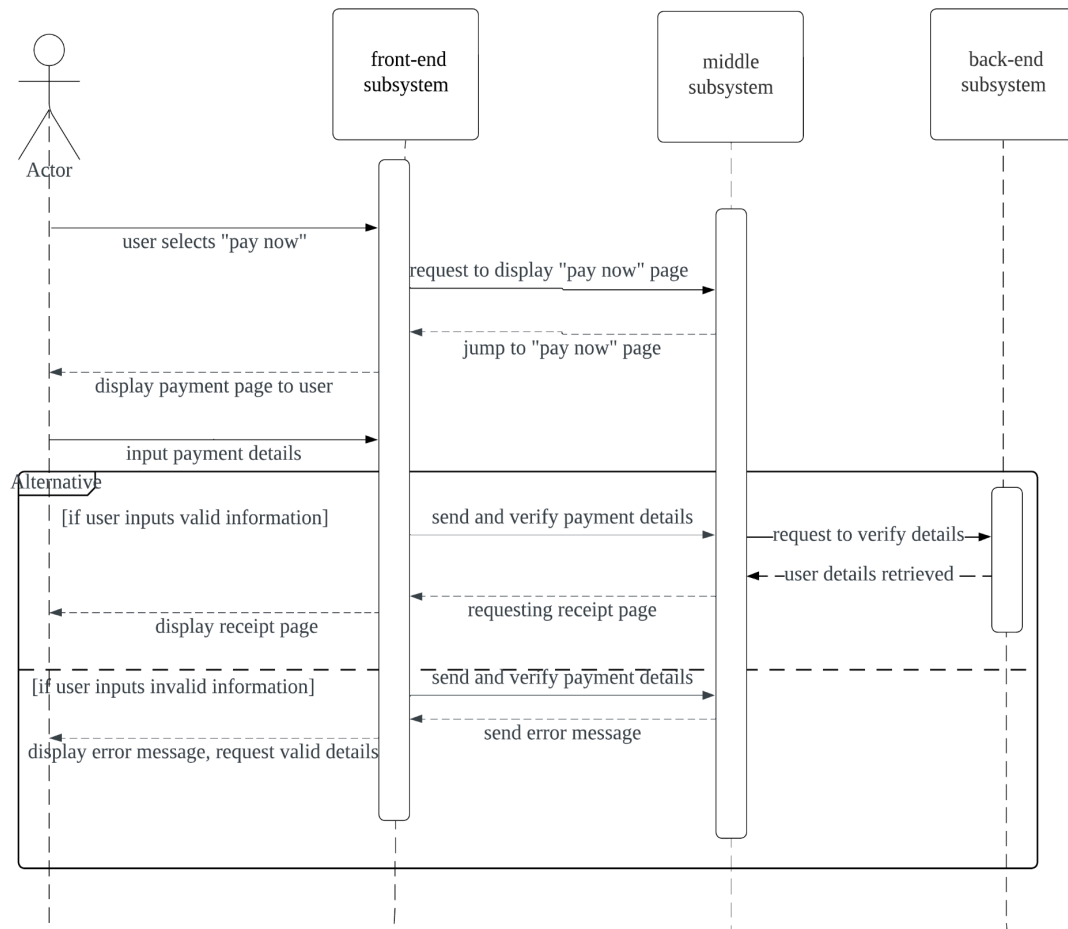 front-end
subsystem
middle
subsystem
back-end
subsystem
Actor
user selects "pay now"
request to display "pay now" page
jump to "pay now" page
display payment page to user
input payment details
Alternative
[if user inputs valid information]
send and verify payment details
request to verify details
user details retrieved
requesting receipt page
display receipt page
[if user inputs invalid information]
send and verify payment details
send error message
display error message, request valid details